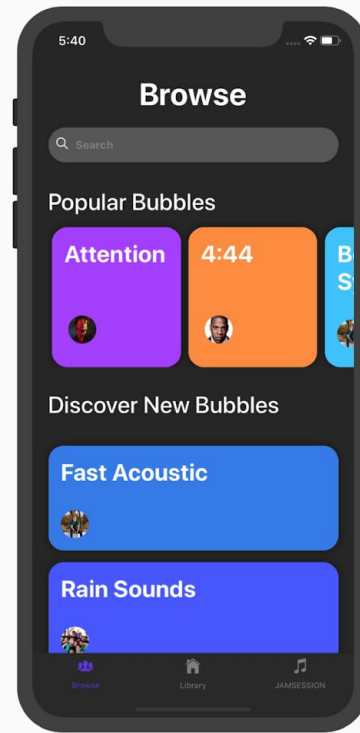 5:40
Browse
Search
Popular Bubbles
Attention
4:44
Discover New Bubbles
Fast Acoustic
Rain Sounds
Browse
Library
JAMSESSION